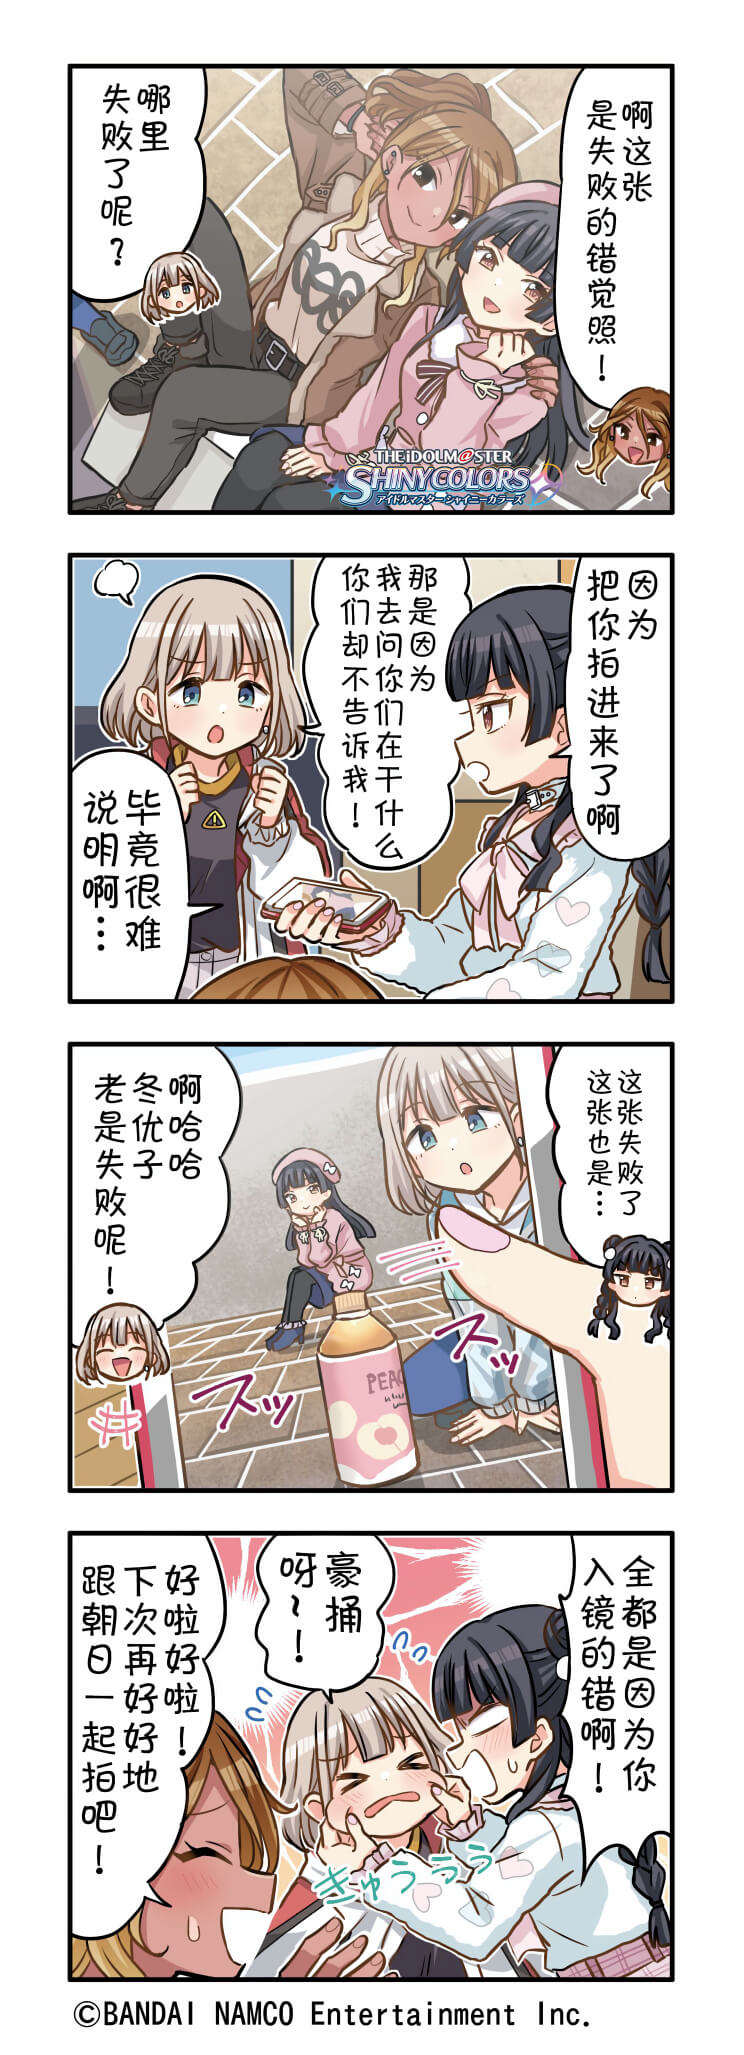 啊这张
是失败的错觉照！
哪里
失败了呢？
THE iDOLM@STER
SHINY COLORS
アイドルマスター シャイニーカラーズ
因为
把你拍进来了啊
那是因为
我去问你们在干什么
你们却不告诉我！
毕竟很难
说明啊…
这张失败了
这张也是…
啊哈哈
冬优子
老是失败呢！
PEAC
スッ
スッ
全都是因为你
入镜的错啊！
豪捅
呀~！
好啦好啦！
下次再好好地
跟朝日一起拍吧！
きゅううう
©BANDAI NAMCO Entertainment Inc.